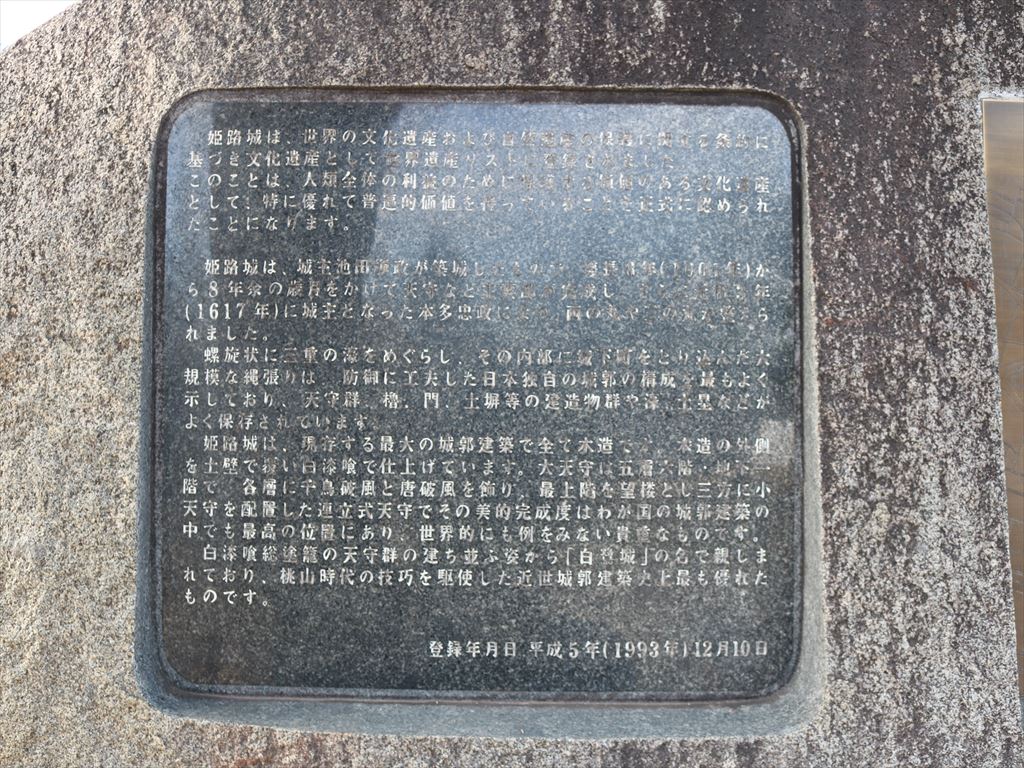 姫路城は、世界の文化遺産および自然遺産の保護に関する条約に
基づき文化遺産として世界遺産リストに登録されました。
このことは、人類全体の利益のために保護する価値のある文化遺産
として、特に優れて普遍的価値を持っていることを正式に認められ
たことになります。
姫路城は、城主池田輝政が築城したもので、慶長6年(1601年)か
ら8年余の歳月をかけて天守など主要部が完成し、
(1617年)に城主となった本多忠政により、西の丸や三の丸が整えら
れました。
螺旋状に三重の濠をめぐらし、その内部に城下町をとり込んだ大
規模な縄張りは、防御に工夫した日本独自の城郭の構成を最もよく
示しており、天守群、櫓、門、土塀等の建造物群や濠、土塁などが
よく保存されています。
姫路城は、現存する最大の城郭建築で全て木造です。木造の外側
を土壁で覆い白漆喰で仕上げています。大天守は五層六階・地下一
階で、各層に千鳥破風と唐破風を飾り、最上階を望楼とし三方に小
天守を配置した連立式天守でその美的完成度はわが国の城郭建築の
中でも最高の位置にあり、世界的にも例をみない貴重なものです。
白漆喰総塗籠の天守群の建ち並ぶ姿から「白鷺城」の名で親しま
れており、桃山時代の技巧を駆使した近世城郭建築史上最も優れた
ものです。
登録年月日 平成5年(1993年)12月10日